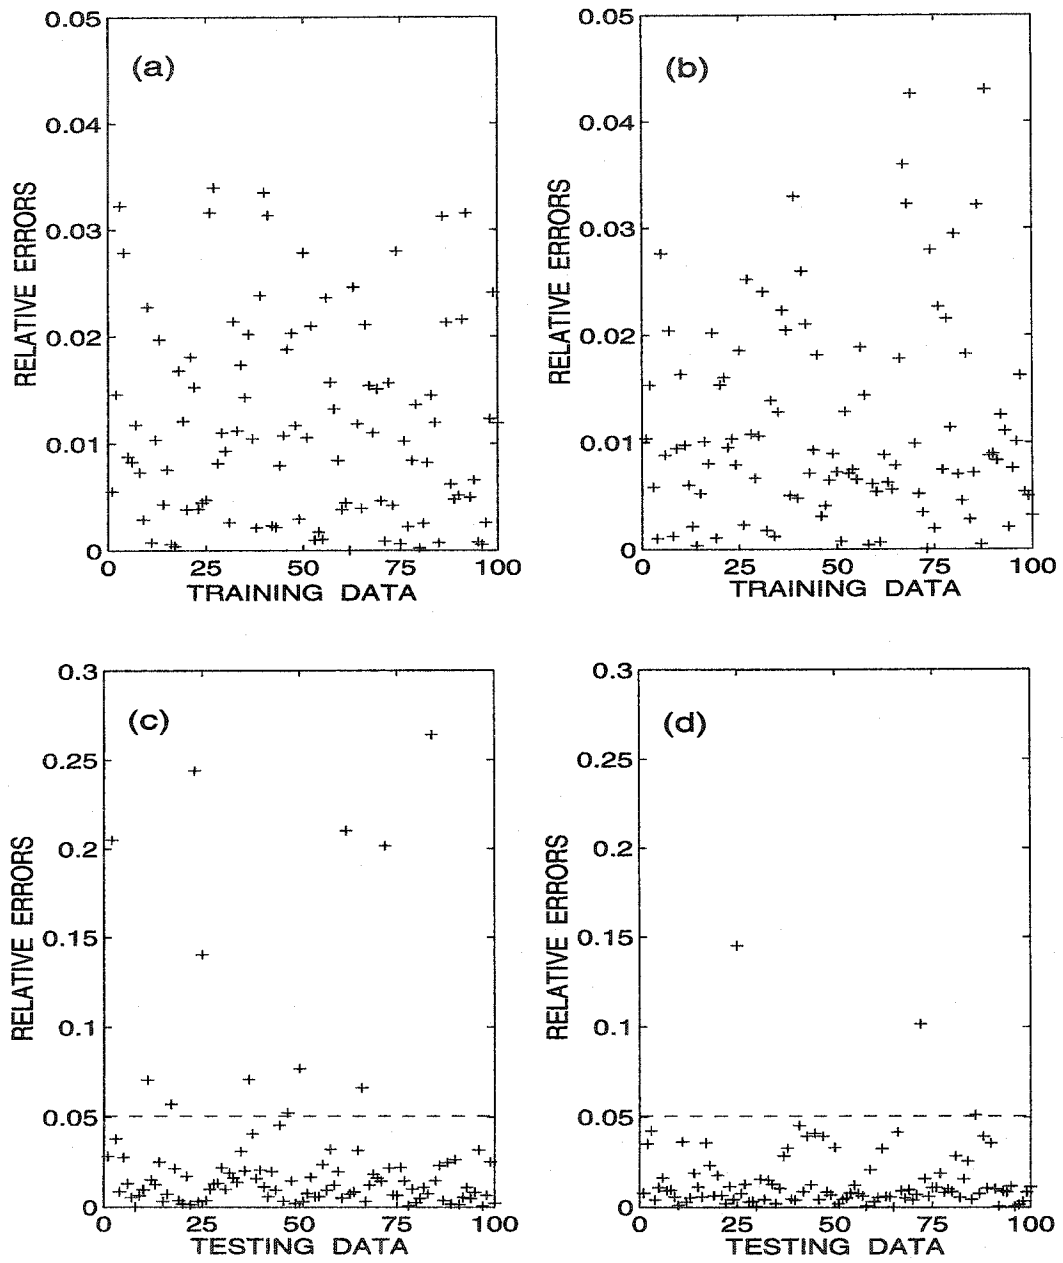 (a)
RELATIVE ERRORS
0.05
0.04
0.03
0.02
0.01
0
0 25 50 75 100
TRAINING DATA
(b)
RELATIVE ERRORS
0.05
0.04
0.03
0.02
0.01
0
0 25 50 75 100
TRAINING DATA
(c)
RELATIVE ERRORS
0.3
0.25
0.2
0.15
0.1
0.05
0
0 25 50 75 100
TESTING DATA
(d)
RELATIVE ERRORS
0.3
0.25
0.2
0.15
0.1
0.05
0
0 25 50 75 100
TESTING DATA